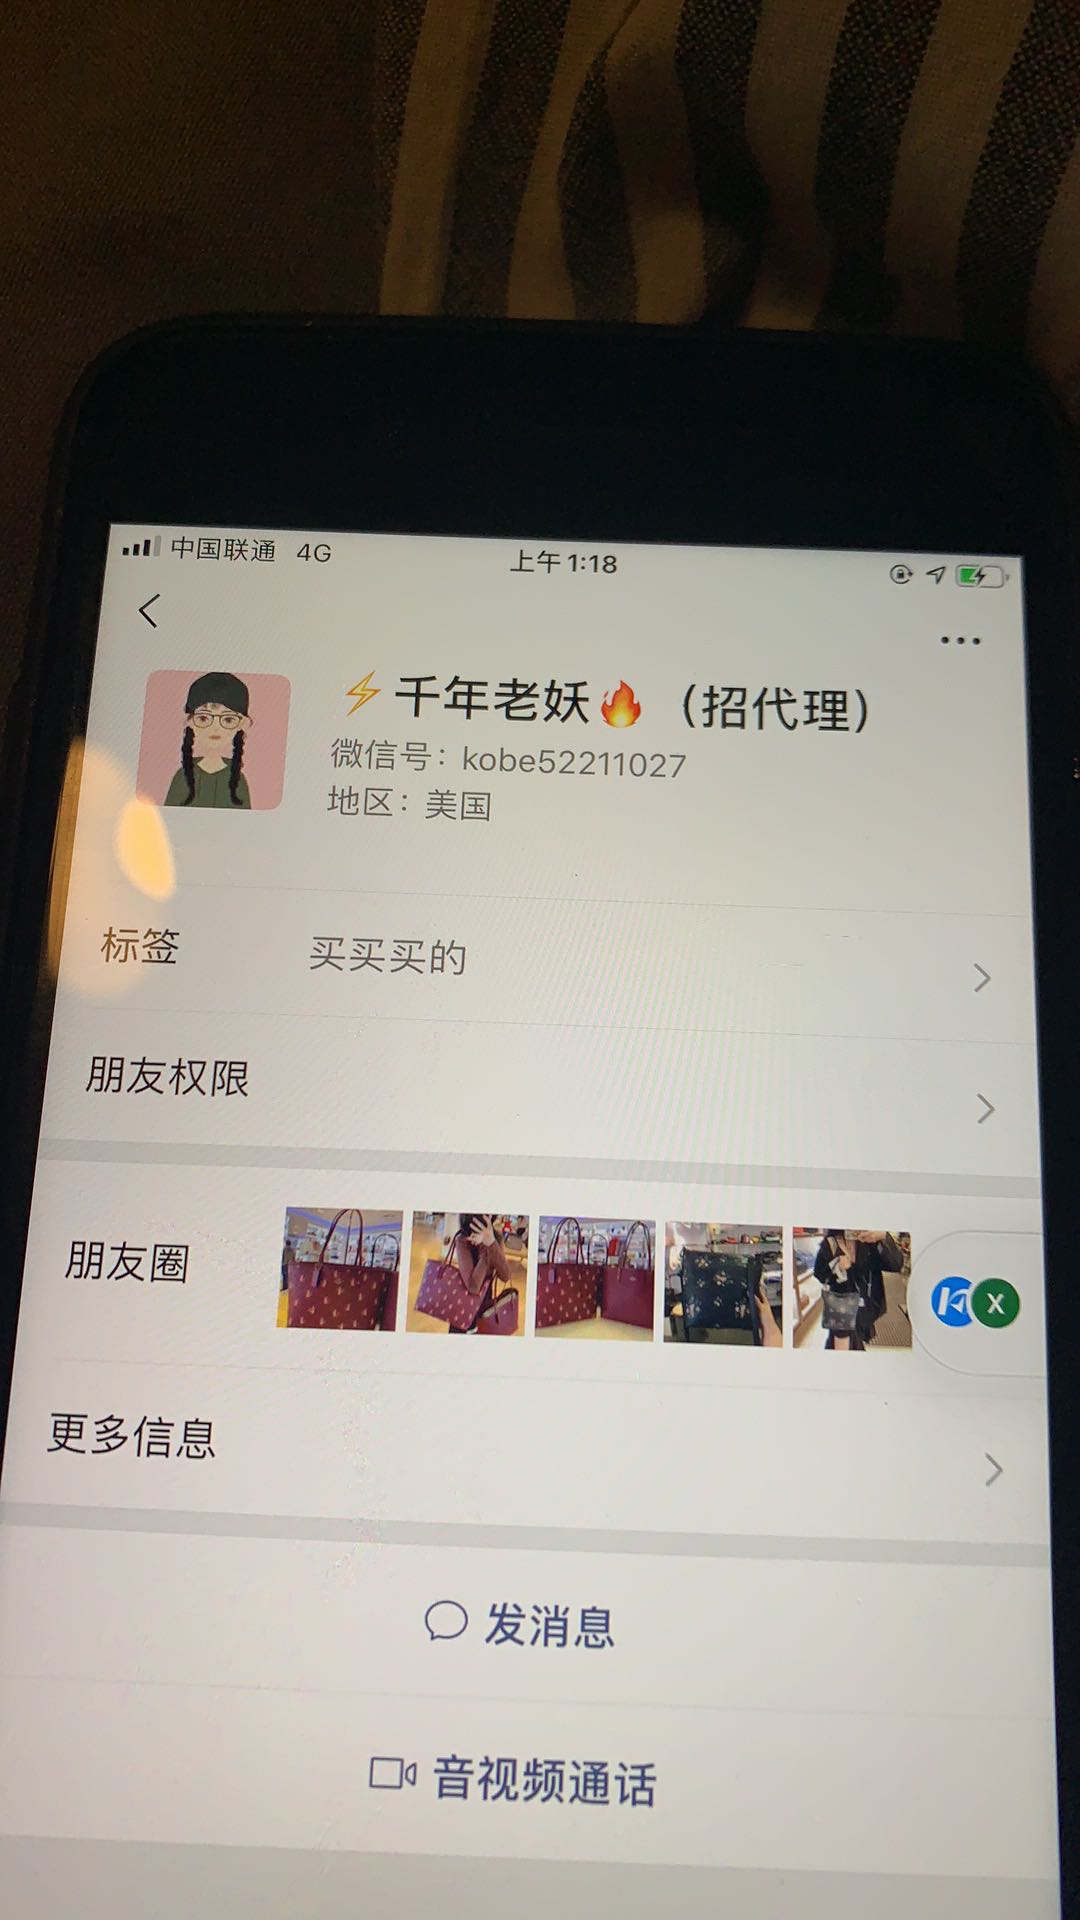 中国联通 4G 上午1:18
⚡千年老妖🔥（招代理）
微信号：kobe52211027
地区：美国
标签 买买买的
朋友权限
朋友圈
X
更多信息
发消息
音视频通话